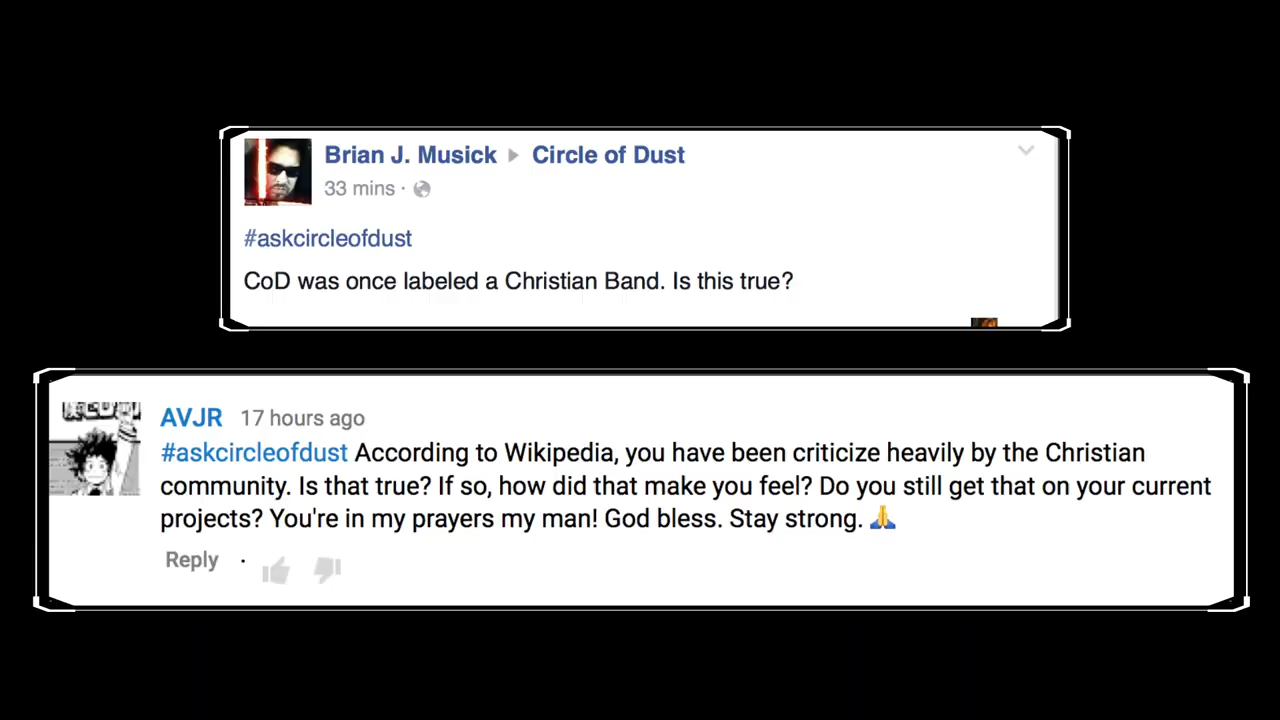 Brian J. Musick ▶ Circle of Dust
33 mins ·
#askcircleofdust
CoD was once labeled a Christian Band. Is this true?
AVJR 17 hours ago
#askcircleofdust According to Wikipedia, you have been criticize heavily by the Christian
community. Is that true? If so, how did that make you feel? Do you still get that on your current
projects? You're in my prayers my man! God bless. Stay strong. 🙏
Reply ·